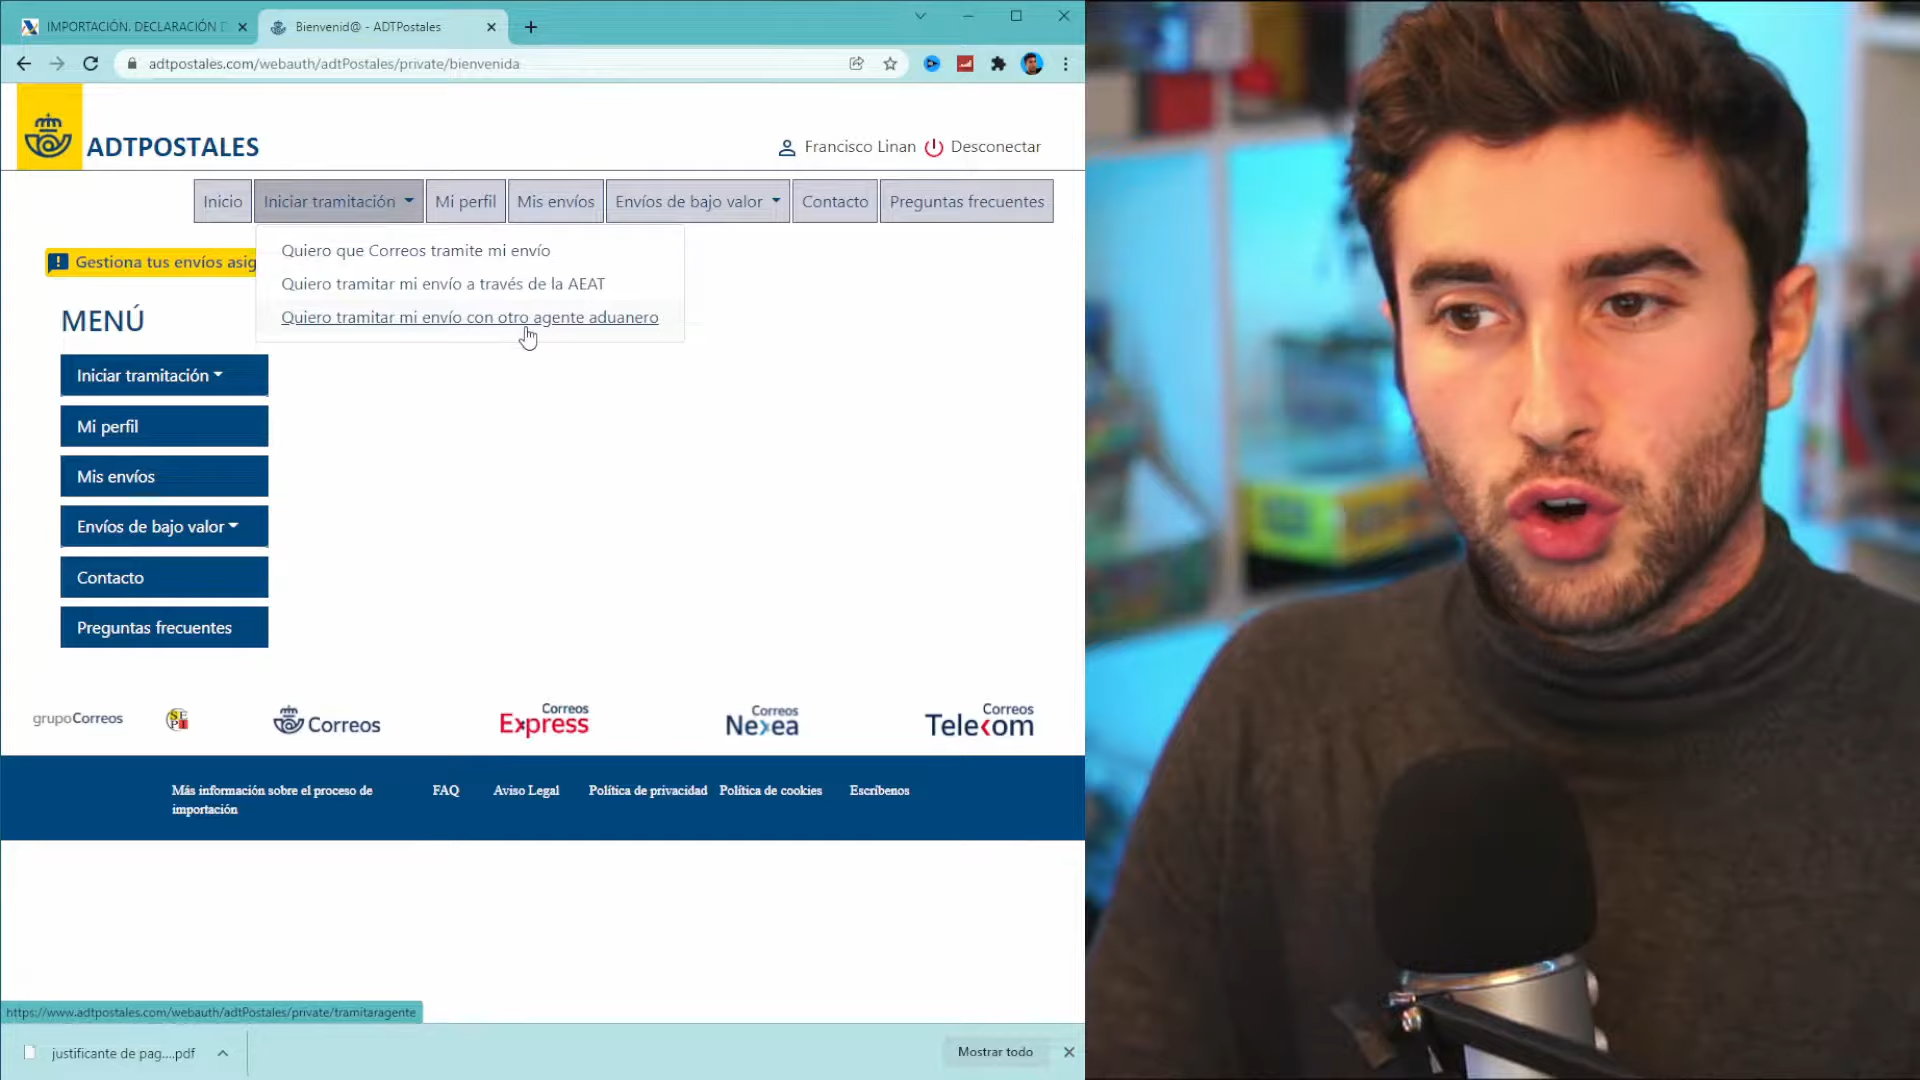 IMPORTACIÓN. DECLARACIÓN D
Bienvenid@ - ADTPostales
adtpostales.com/webauth/adtPostales/private/bienvenida
ADTPOSTALES
Francisco Linan
Desconectar
Inicio
Iniciar tramitación
Mi perfil
Mis envíos
Envíos de bajo valor
Contacto
Preguntas frecuentes
Quiero que Correos tramite mi envío
Gestiona tus envíos asig
Quiero tramitar mi envío a través de la AEAT
Quiero tramitar mi envío con otro agente aduanero
MENÚ
Iniciar tramitación
Mi perfil
Mis envíos
Envíos de bajo valor
Contacto
Preguntas frecuentes
grupoCorreos
SEPI
Correos
Correos
Express
Correos
Nexea
Correos
Telecom
Más información sobre el proceso de
importación
FAQ
Aviso Legal
Política de privacidad
Política de cookies
Escríbenos
https://www.adtpostales.com/webauth/adtPostales/private/tramitaragente
justificante de pag....pdf
Mostrar todo